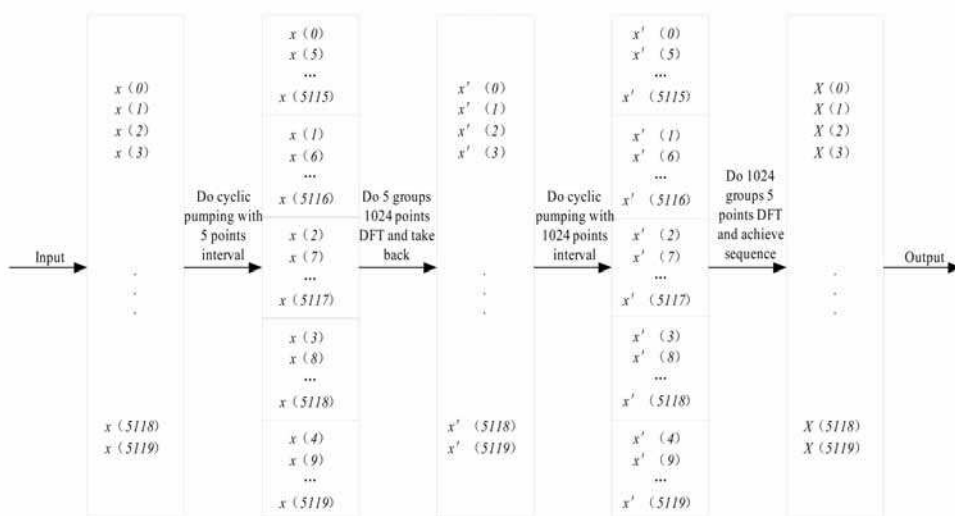 Input
x (0)
x (1)
x (2)
x (3)
.
.
.
x (5118)
x (5119)
Do cyclic
pumping with
5 points
interval
x (0)
x (5)
...
x (5115)
x (1)
x (6)
...
x (5116)
x (2)
x (7)
...
x (5117)
x (3)
x (8)
...
x (5118)
x (4)
x (9)
...
x (5119)
Do 5 groups
1024 points
DFT and take
back
x' (0)
x' (1)
x' (2)
x' (3)
.
.
.
x' (5118)
x' (5119)
Do cyclic
pumping with
1024 points
interval
x' (0)
x' (5)
...
x' (5115)
x' (1)
x' (6)
...
x' (5116)
x' (2)
x' (7)
...
x' (5117)
x' (3)
x' (8)
...
x' (5118)
x' (4)
x' (9)
...
x' (5119)
Do 1024
groups 5
points DFT
and achieve
sequence
X (0)
X (1)
X (2)
X (3)
.
.
.
X (5118)
X (5119)
Output